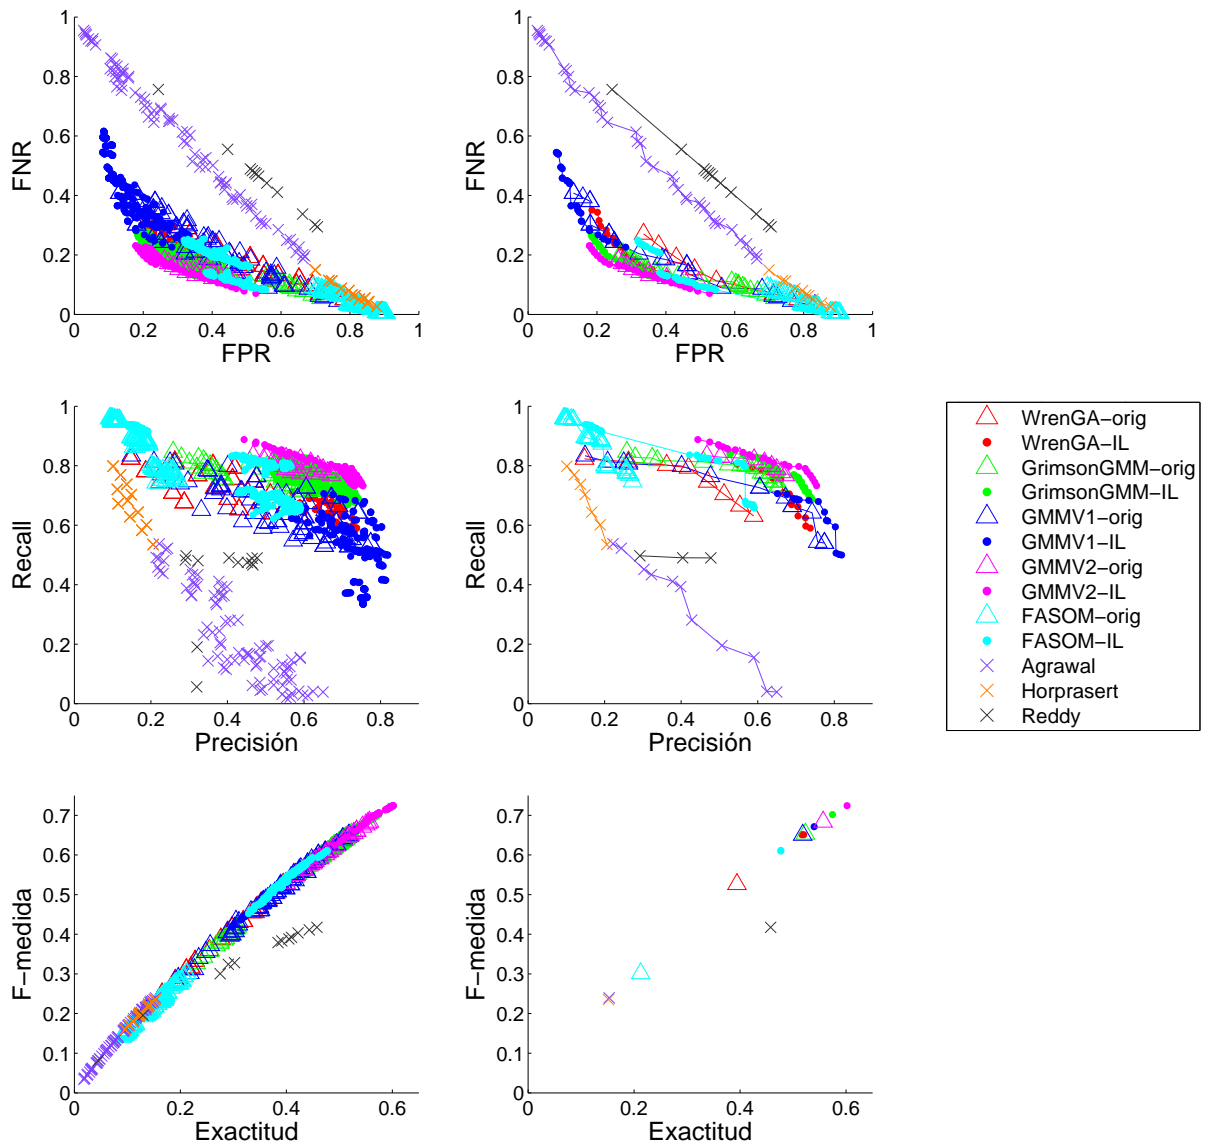 1
0.8
0.6
0.4
0.2
0
0
0.2
0.4
0.6
0.8
1
FNR
FPR
1
0.8
0.6
0.4
0.2
0
0
0.2
0.4
0.6
0.8
1
FNR
FPR
1
0.8
0.6
0.4
0.2
0
0
0.2
0.4
0.6
0.8
Recall
Precisión
1
0.8
0.6
0.4
0.2
0
0
0.2
0.4
0.6
0.8
Recall
Precisión
WrenGA−orig
WrenGA−IL
GrimsonGMM−orig
GrimsonGMM−IL
GMMV1−orig
GMMV1−IL
GMMV2−orig
GMMV2−IL
FASOM−orig
FASOM−IL
Agrawal
Horprasert
Reddy
0.7
0.6
0.5
0.4
0.3
0.2
0.1
0
0
0.2
0.4
0.6
F−medida
Exactitud
0.7
0.6
0.5
0.4
0.3
0.2
0.1
0
0
0.2
0.4
0.6
F−medida
Exactitud